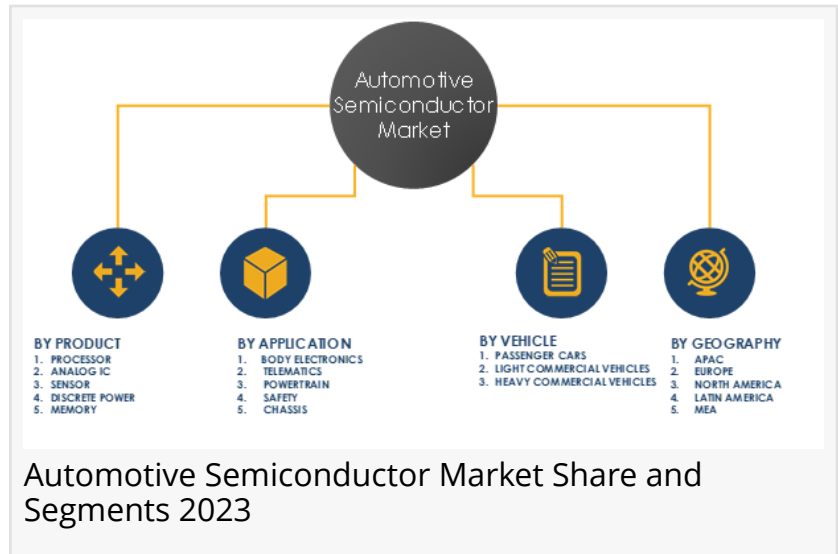 Automotive
Semiconductor
Market
BY PRODUCT
1. PROCESSOR
2. ANALOG IC
3. SENSOR
4. DISCRETE POWER
5. MEMORY
BY APPLICATION
1. BODY ELECTRONICS
2. TELEMATICS
3. POWERTRAIN
4. SAFETY
5. CHASSIS
BY VEHICLE
1. PASSENGER CARS
2. LIGHT COMMERCIAL VEHICLES
3. HEAVY COMMERCIAL VEHICLES
BY GEOGRAPHY
1. APAC
2. EUROPE
3. NORTH AMERICA
4. LATIN AMERICA
5. MEA
Automotive Semiconductor Market Share and
Segments 2023